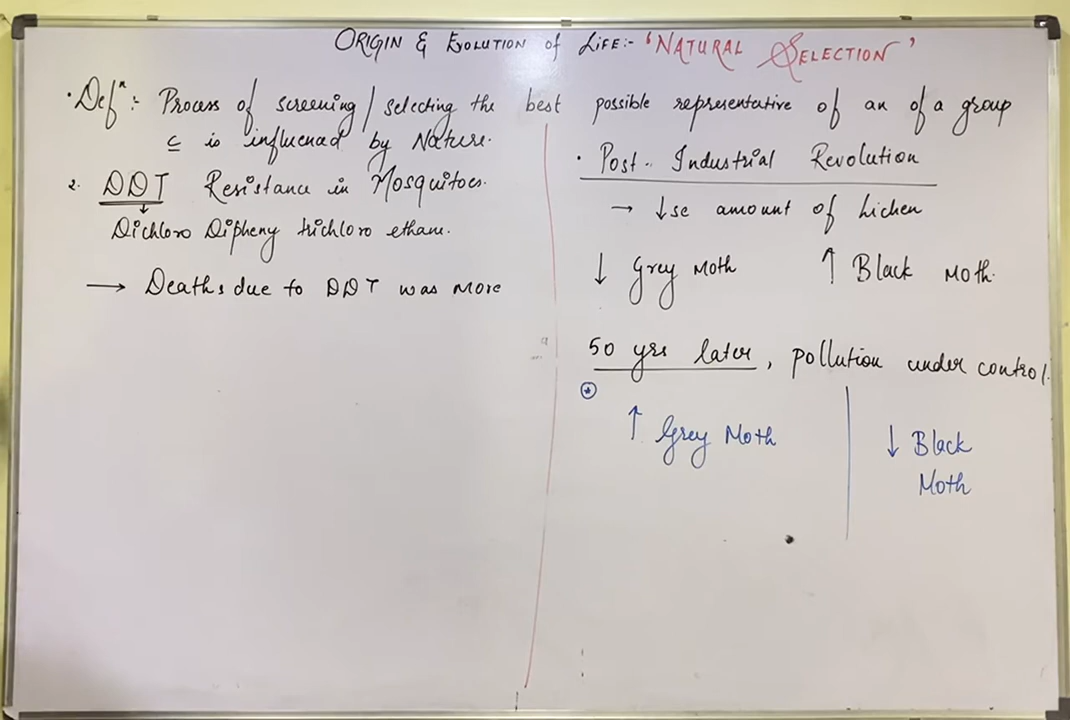 ORIGIN & EVOLUTION of LiFE:- 'NATURAL SELECTION'
· Defⁿ:- Process of screening / selecting the best possible representative of an of a group
c̲ is influenced by Nature.
2. DDT Resistance in Mosquitoes.
↓
Dichloro Dipheny trichloro ethane.
→ Deaths due to DDT was more
· Post - Industrial Revolution
→ ↓se amount of Lichen
↓ Grey Moth ↑ Black Moth.
50 yrs later, pollution under control.
↑ Grey Moth
↓ Black
Moth